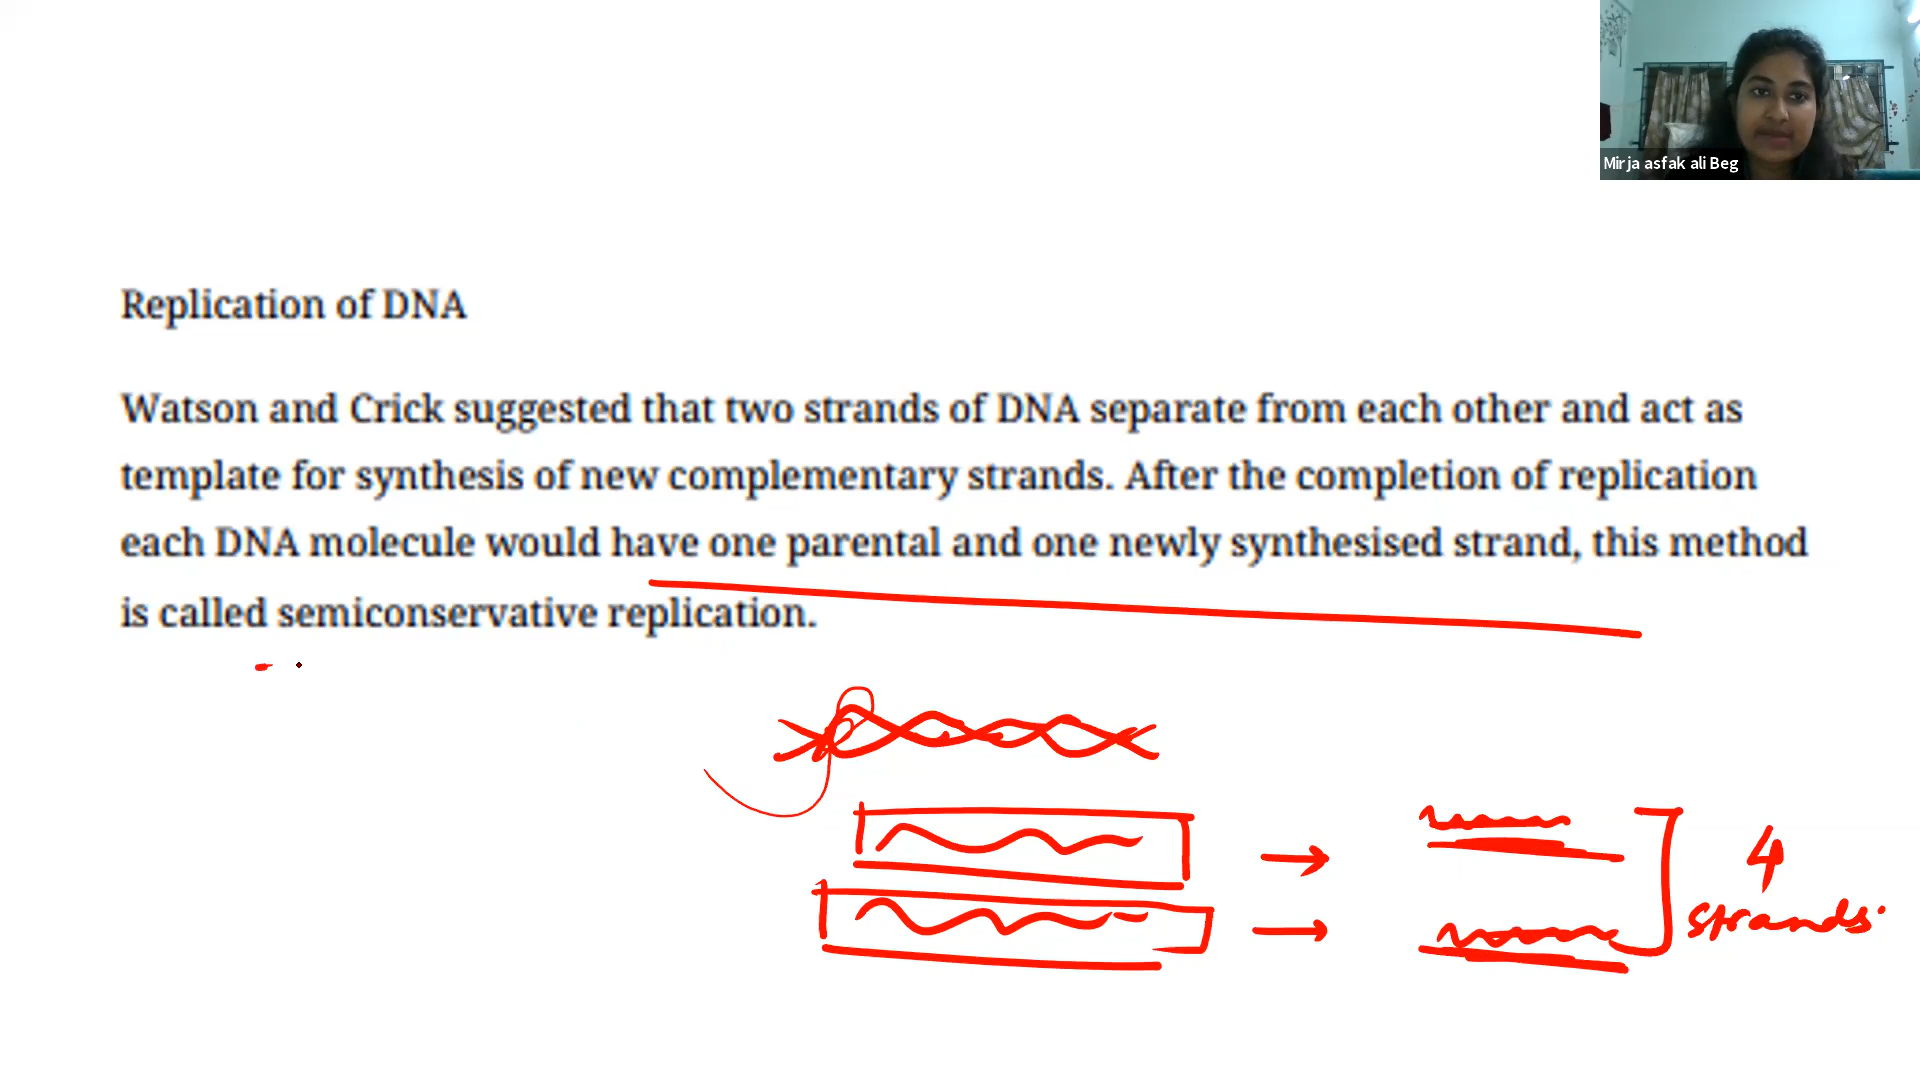 Mirja asfak ali Beg
Replication of DNA
Watson and Crick suggested that two strands of DNA separate from each other and act as
template for synthesis of new complementary strands. After the completion of replication
each DNA molecule would have one parental and one newly synthesised strand, this method
is called semiconservative replication.
4
strands.